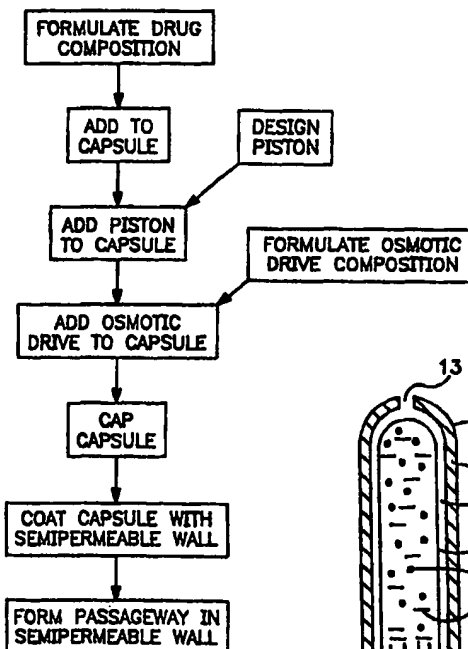 FORMULATE DRUG
COMPOSITION
ADD TO
CAPSULE
DESIGN
PISTON
ADD PISTON
TO CAPSULE
FORMULATE OSMOTIC
DRIVE COMPOSITION
ADD OSMOTIC
DRIVE TO CAPSULE
13
CAP
CAPSULE
COAT CAPSULE WITH
SEMIPERMEABLE WALL
FORM PASSAGEWAY IN
SEMIPERMEABLE WALL